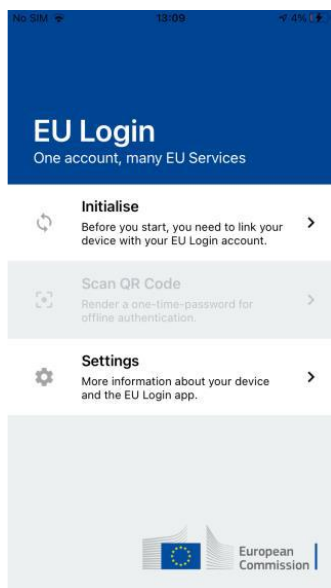 No SIM 13:09 4%
EU Login
One account, many EU Services
Initialise
Before you start, you need to link your
device with your EU Login account.
Scan QR Code
Render a one-time-password for
offline authentication.
Settings
More information about your device
and the EU Login app.
European
Commission